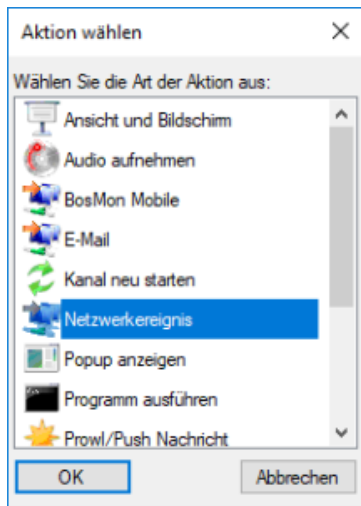 Aktion wählen
Wählen Sie die Art der Aktion aus:
Ansicht und Bildschirm
Audio aufnehmen
BosMon Mobile
E-Mail
Kanal neu starten
Netzwerkereignis
Popup anzeigen
Programm ausführen
Prowl/Push Nachricht
OK
Abbrechen